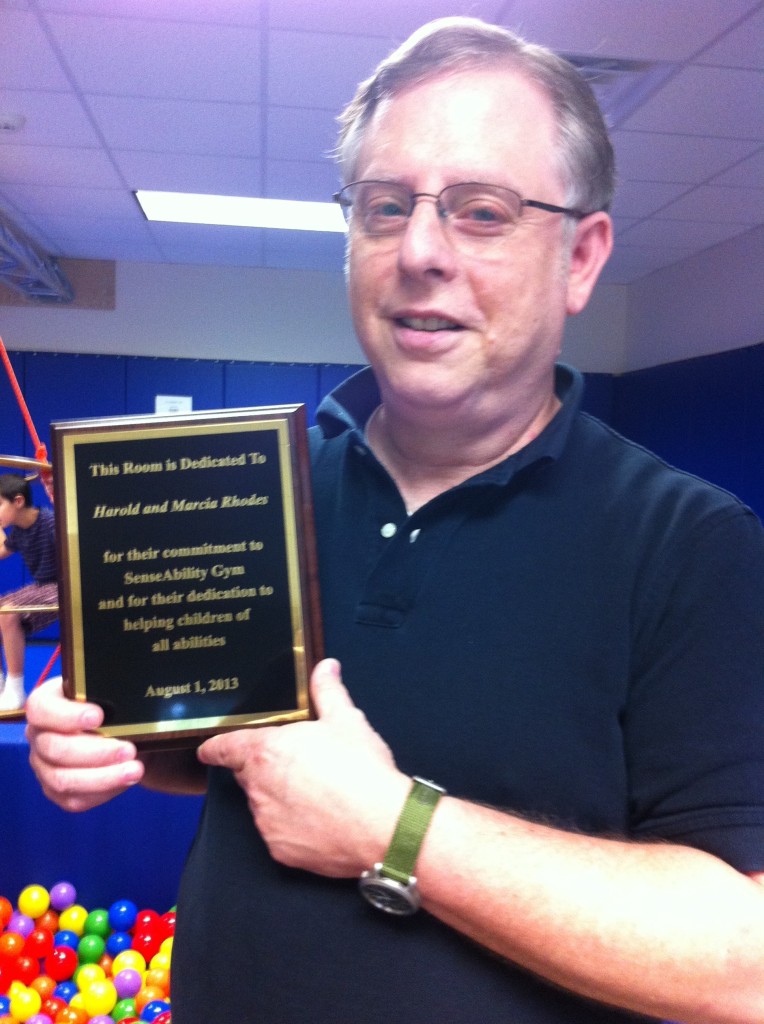 This Room is Dedicated To
Harold and Marcia Rhodes
for their commitment to
SenseAbility Gym
and for their dedication to
helping children of
all abilities
August 1, 2013